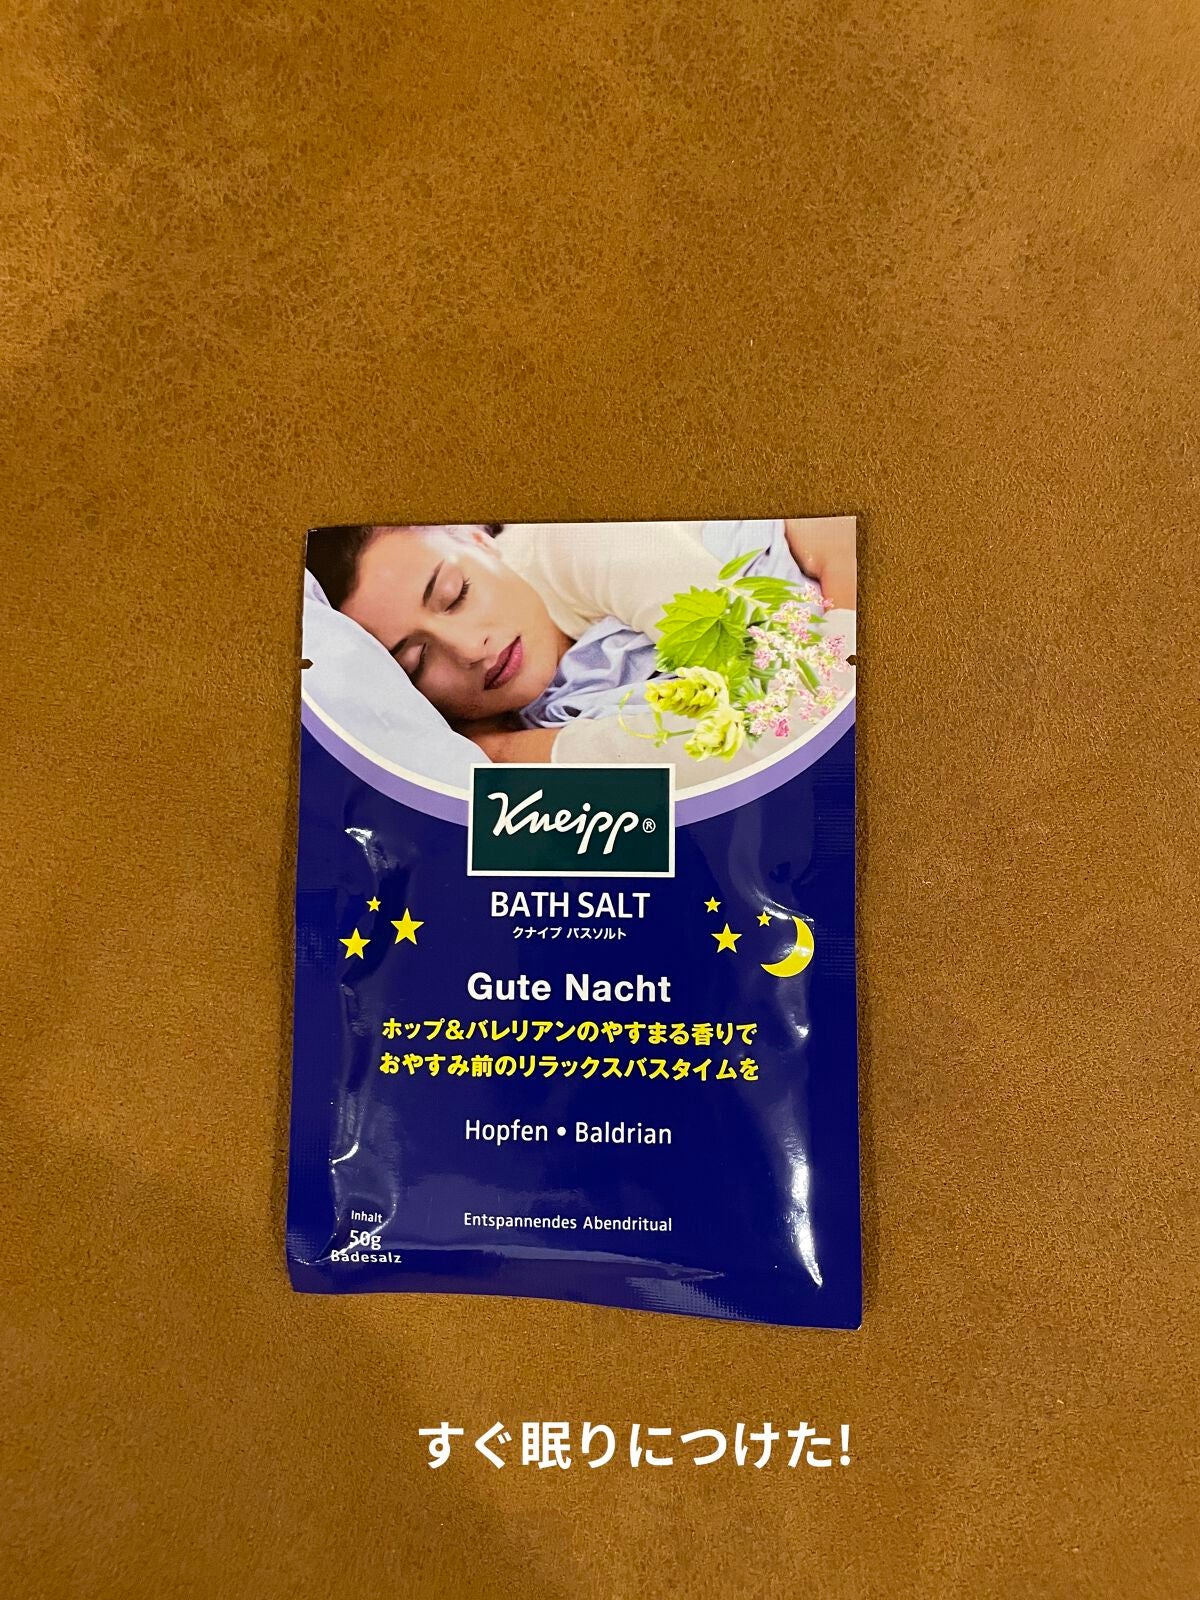 Kneipp®
BATH SALT
クナイプ バスソルト
Gute Nacht
ホップ&バレリアンのやすまる香りで
おやすみ前のリラックスバスタイムを
Hopfen • Baldrian
Inhalt
50g
Badesalz
Entspannendes Abendritual
すぐ眠りにつけた!